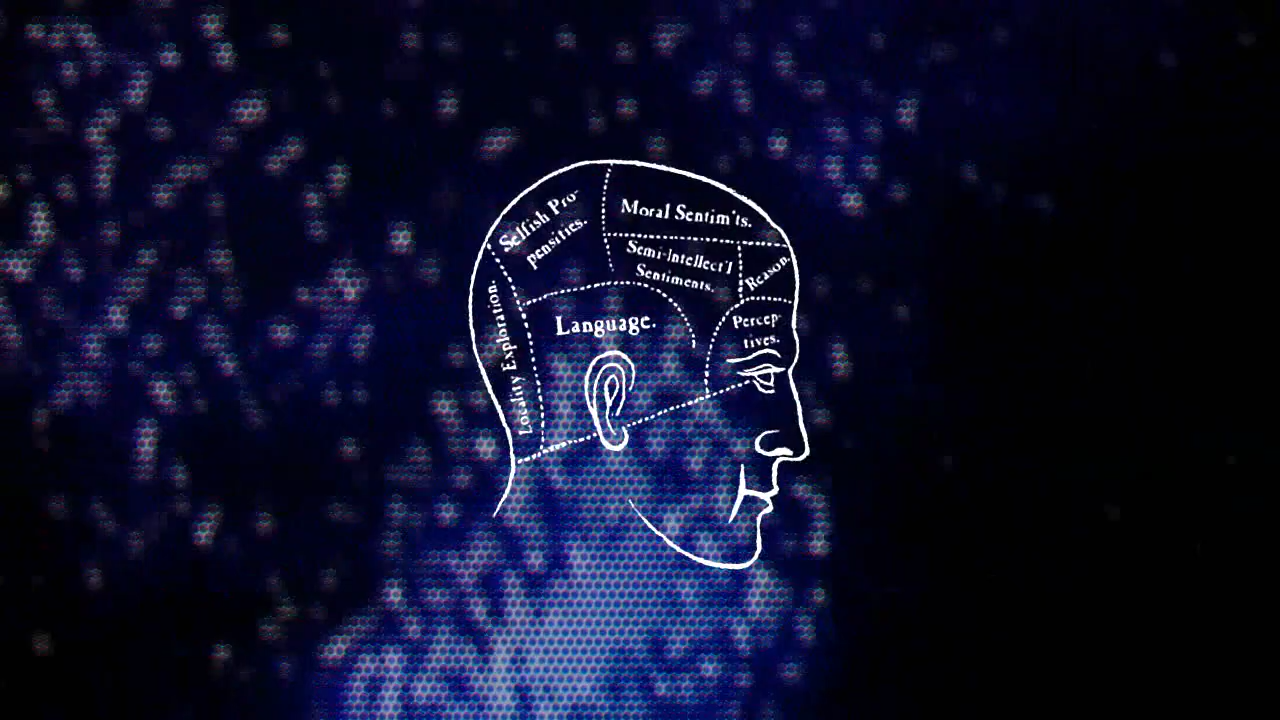 Selfish Pro-
pensities.
Moral Sentim'ts.
Semi-Intellect'l
Sentiments.
Reason.
Percep-
tives.
Language.
Locality Exploration.